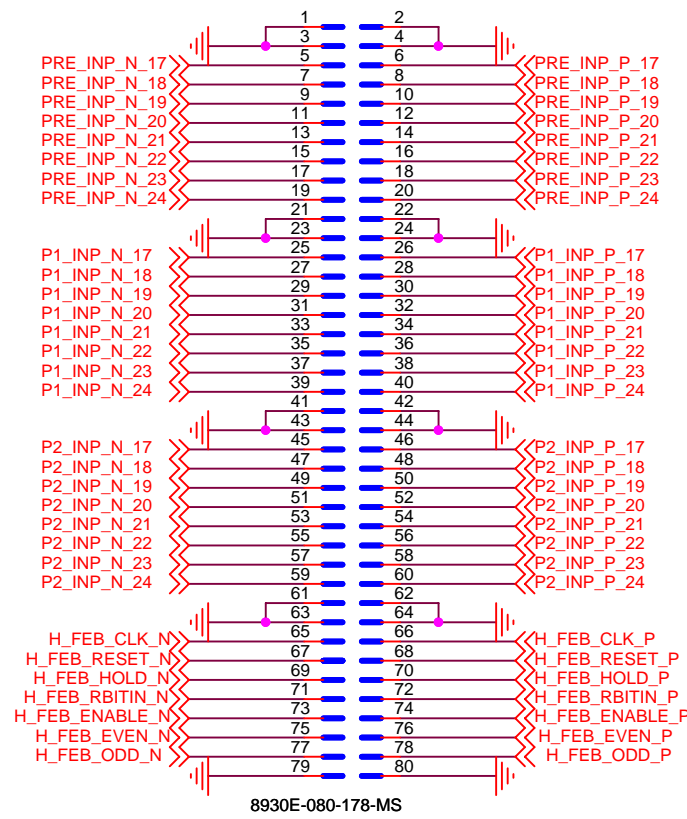 1 2
3 4
PRE_INP_N_17 5 6 PRE_INP_P_17
PRE_INP_N_18 7 8 PRE_INP_P_18
PRE_INP_N_19 9 10 PRE_INP_P_19
PRE_INP_N_20 11 12 PRE_INP_P_20
PRE_INP_N_21 13 14 PRE_INP_P_21
PRE_INP_N_22 15 16 PRE_INP_P_22
PRE_INP_N_23 17 18 PRE_INP_P_23
PRE_INP_N_24 19 20 PRE_INP_P_24
21 22
23 24
P1_INP_N_17 25 26 P1_INP_P_17
P1_INP_N_18 27 28 P1_INP_P_18
P1_INP_N_19 29 30 P1_INP_P_19
P1_INP_N_20 31 32 P1_INP_P_20
P1_INP_N_21 33 34 P1_INP_P_21
P1_INP_N_22 35 36 P1_INP_P_22
P1_INP_N_23 37 38 P1_INP_P_23
P1_INP_N_24 39 40 P1_INP_P_24
41 42
43 44
P2_INP_N_17 45 46 P2_INP_P_17
P2_INP_N_18 47 48 P2_INP_P_18
P2_INP_N_19 49 50 P2_INP_P_19
P2_INP_N_20 51 52 P2_INP_P_20
P2_INP_N_21 53 54 P2_INP_P_21
P2_INP_N_22 55 56 P2_INP_P_22
P2_INP_N_23 57 58 P2_INP_P_23
P2_INP_N_24 59 60 P2_INP_P_24
61 62
63 64
H_FEB_CLK_N 65 66 H_FEB_CLK_P
H_FEB_RESET_N 67 68 H_FEB_RESET_P
H_FEB_HOLD_N 69 70 H_FEB_HOLD_P
H_FEB_RBITIN_N 71 72 H_FEB_RBITIN_P
H_FEB_ENABLE_N 73 74 H_FEB_ENABLE_P
H_FEB_EVEN_N 75 76 H_FEB_EVEN_P
H_FEB_ODD_N 77 78 H_FEB_ODD_P
79 80
8930E-080-178-MS